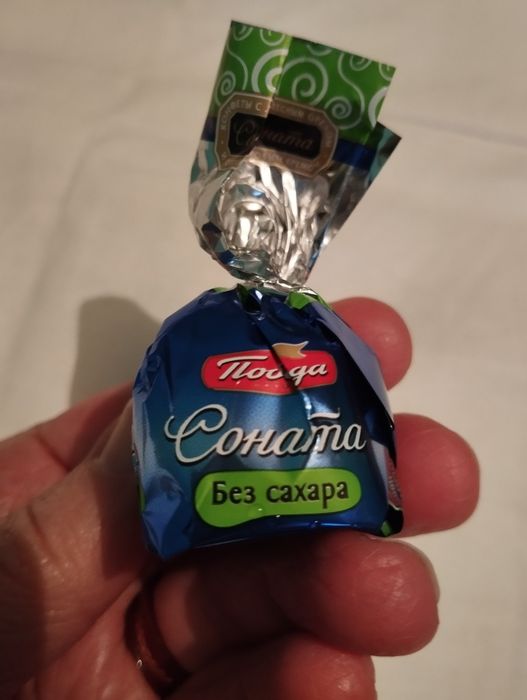 Соната
Победа
Соната
Без сахара